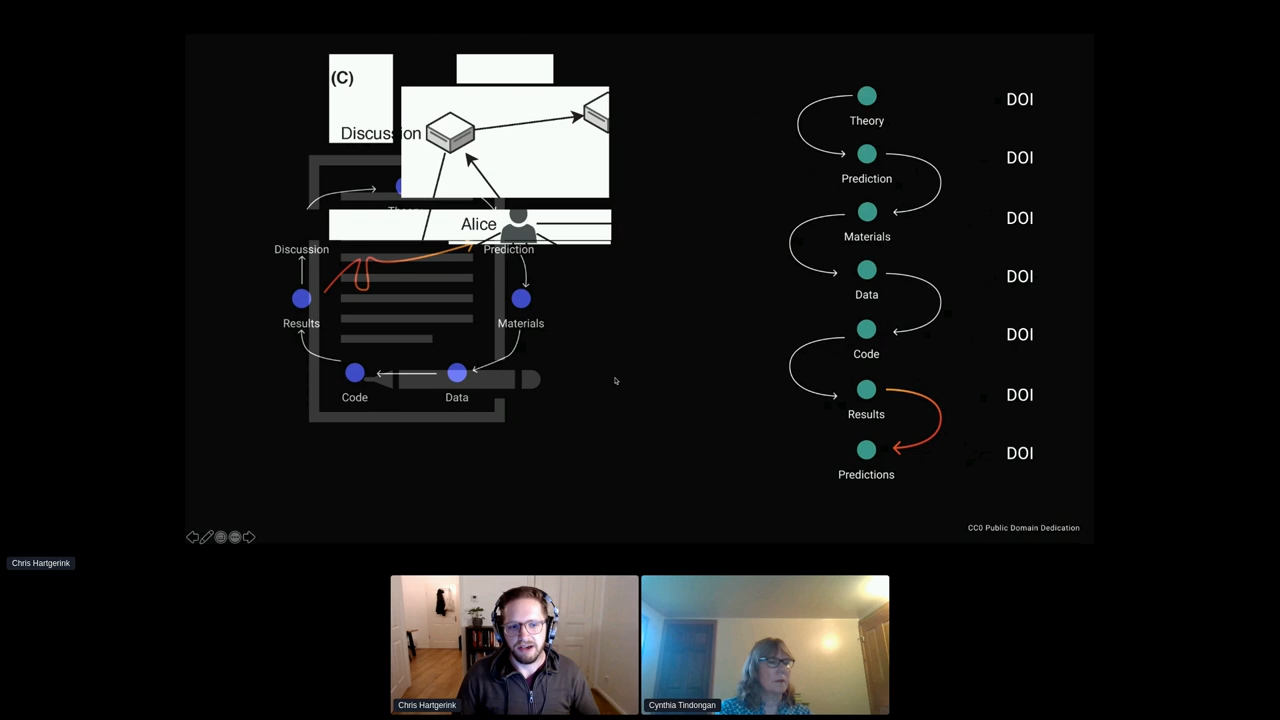 (C)
Discussion
Alice
Discussion
Prediction
Results
Materials
Code
Data
Theory
DOI
Prediction
DOI
Materials
DOI
Data
DOI
Code
DOI
Results
DOI
Predictions
DOI
CC0 Public Domain Dedication
Chris Hartgerink
Chris Hartgerink
Cynthia Tindongan